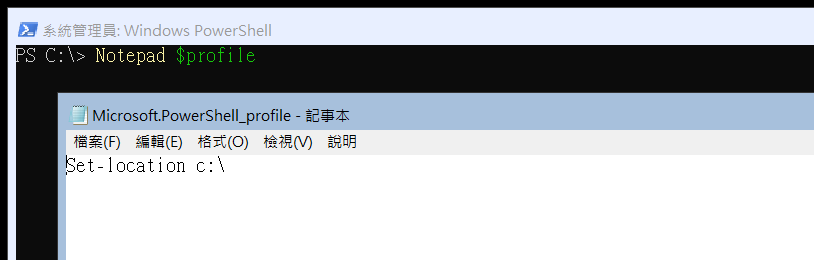 系統管理員: Windows PowerShell
PS C:\> Notepad $profile
Microsoft.PowerShell_profile - 記事本
檔案(F) 編輯(E) 格式(O) 檢視(V) 說明
Set-location c:\